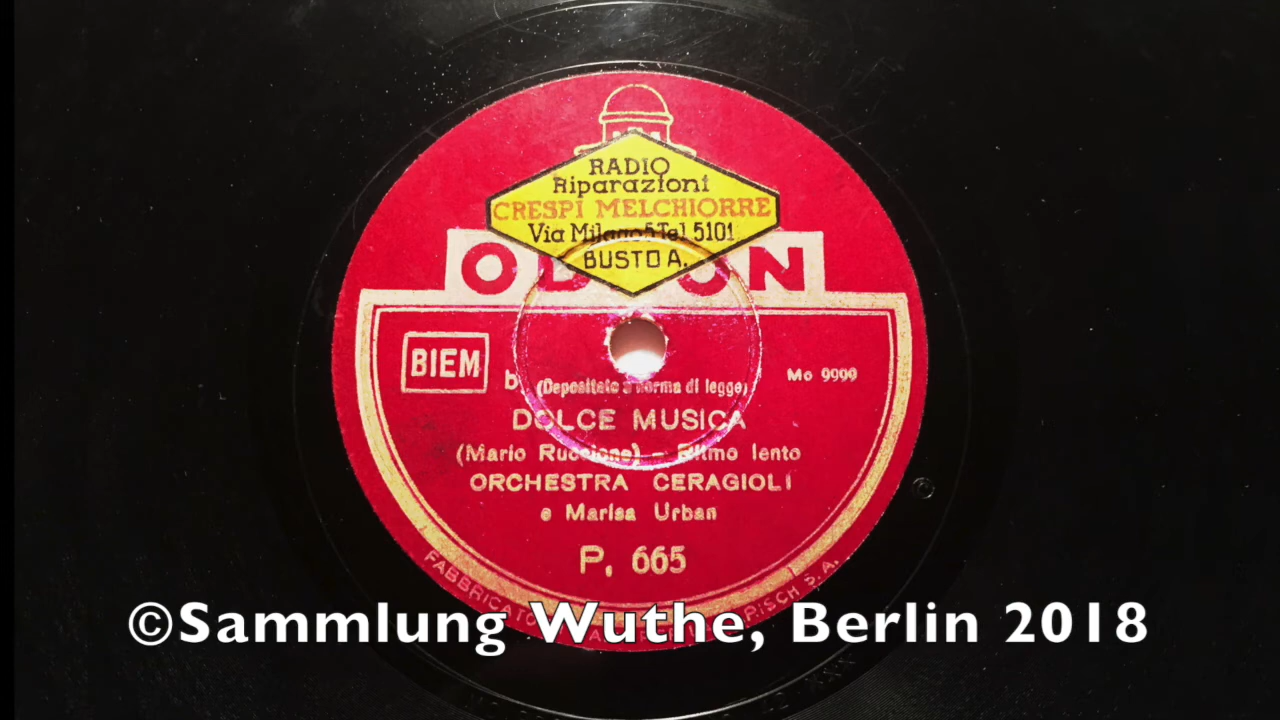 RADIO
Riparazioni
CRESPI MELCHIORRE
Via Milano 5 Tel 5101
BUSTO A.
ODEON
BIEM
b. (Depositato a norma di legge)
Mo 9999
DOLCE MUSICA
(Mario Ruccione) - Ritmo lento
ORCHESTRA CERAGIOLI
e Marisa Urban
P. 665
FABBRICATO
S. A.
©Sammlung Wuthe, Berlin 2018